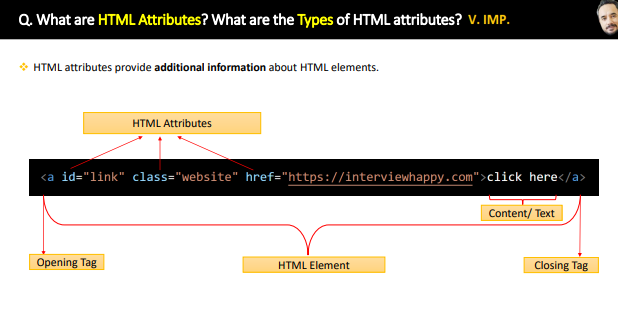 Q. What are HTML Attributes? What are the Types of HTML attributes? V. IMP.
HTML attributes provide additional information about HTML elements.
HTML Attributes
<a id="link" class="website" href="https://interviewhappy.com">click here</a>
Content/ Text
Opening Tag
HTML Element
Closing Tag